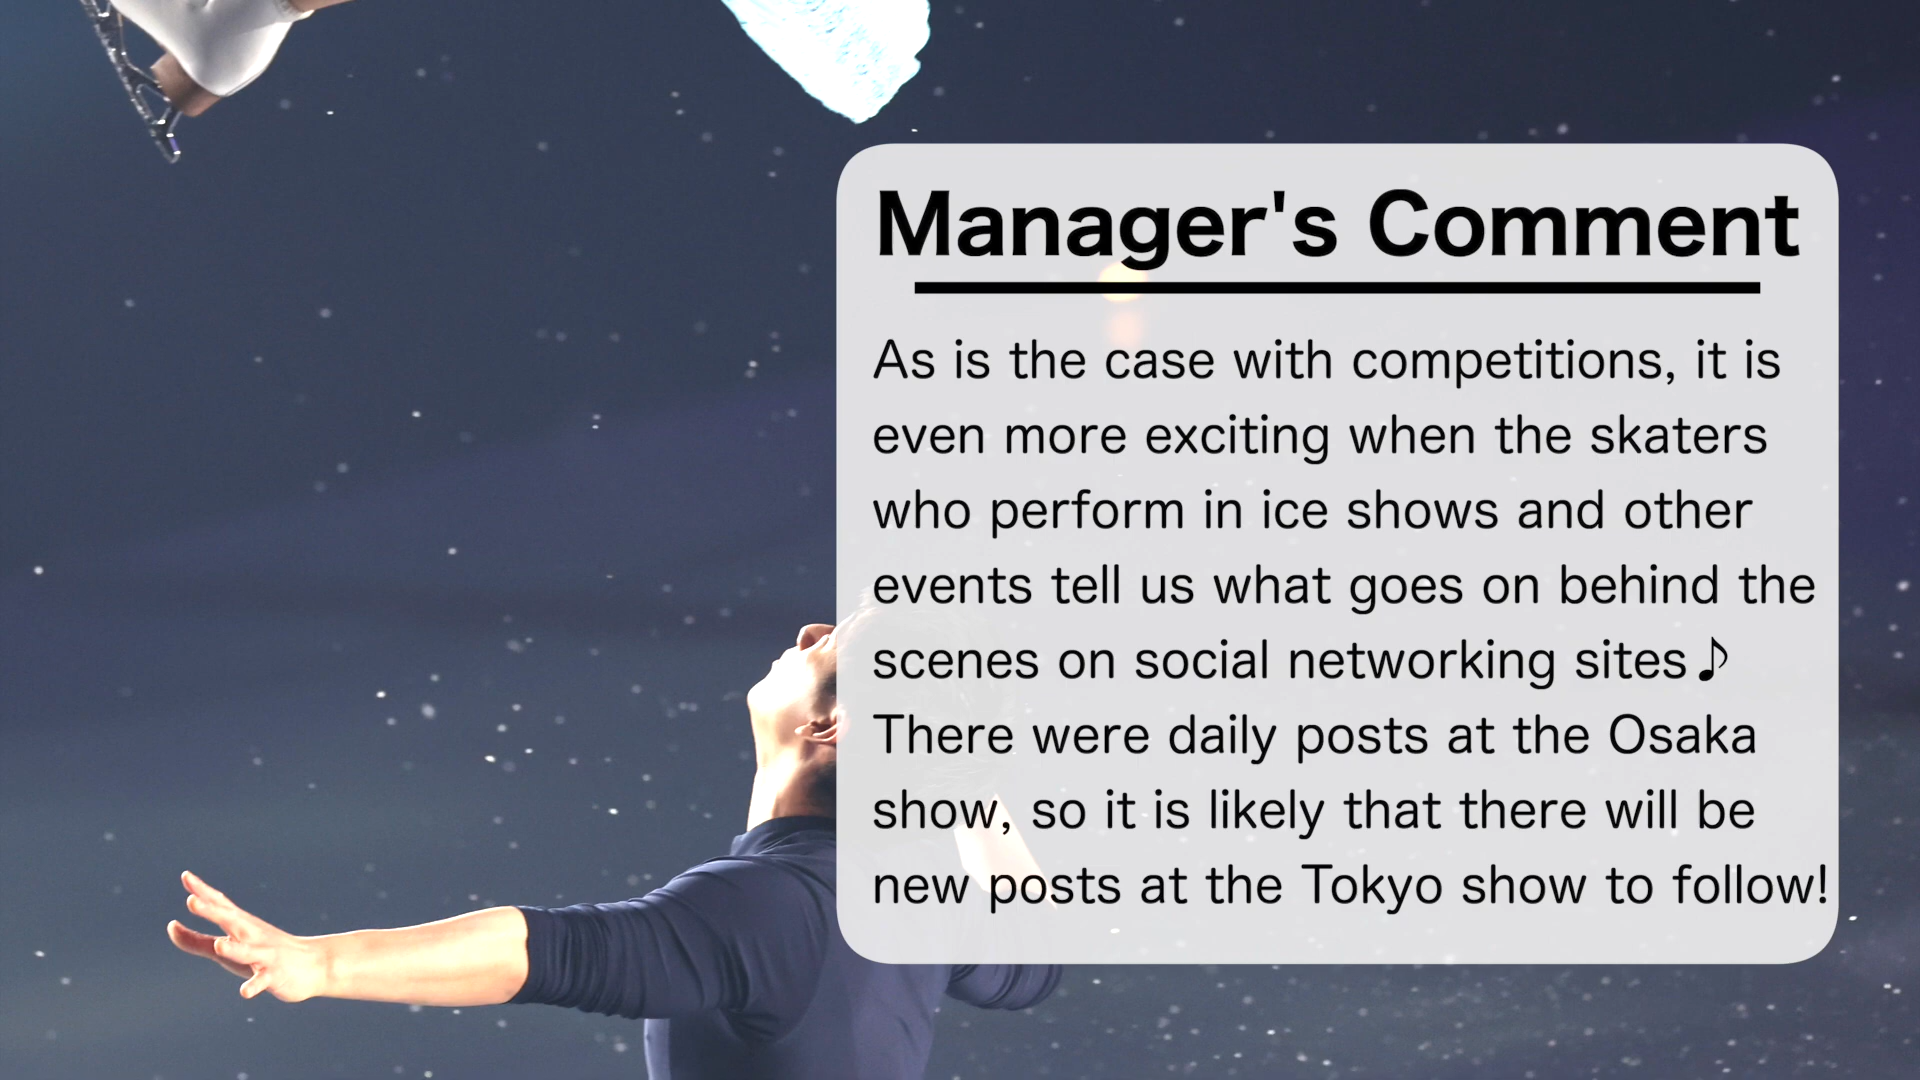 Manager's Comment
As is the case with competitions, it is
even more exciting when the skaters
who perform in ice shows and other
events tell us what goes on behind the
scenes on social networking sites♪
There were daily posts at the Osaka
show, so it is likely that there will be
new posts at the Tokyo show to follow!